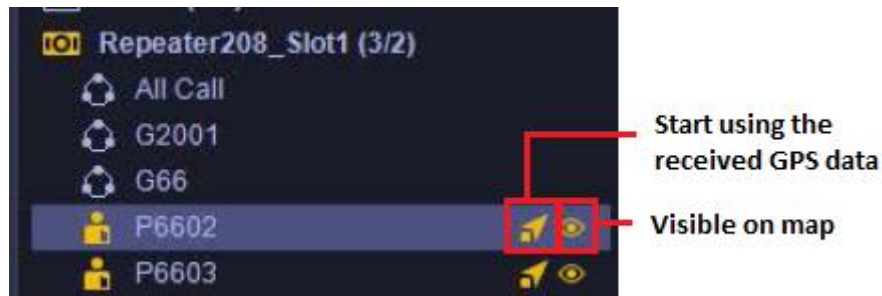 Repeater208_Slot1 (3/2)
All Call
G2001
G66
P6602
P6603
Start using the
received GPS data
Visible on map